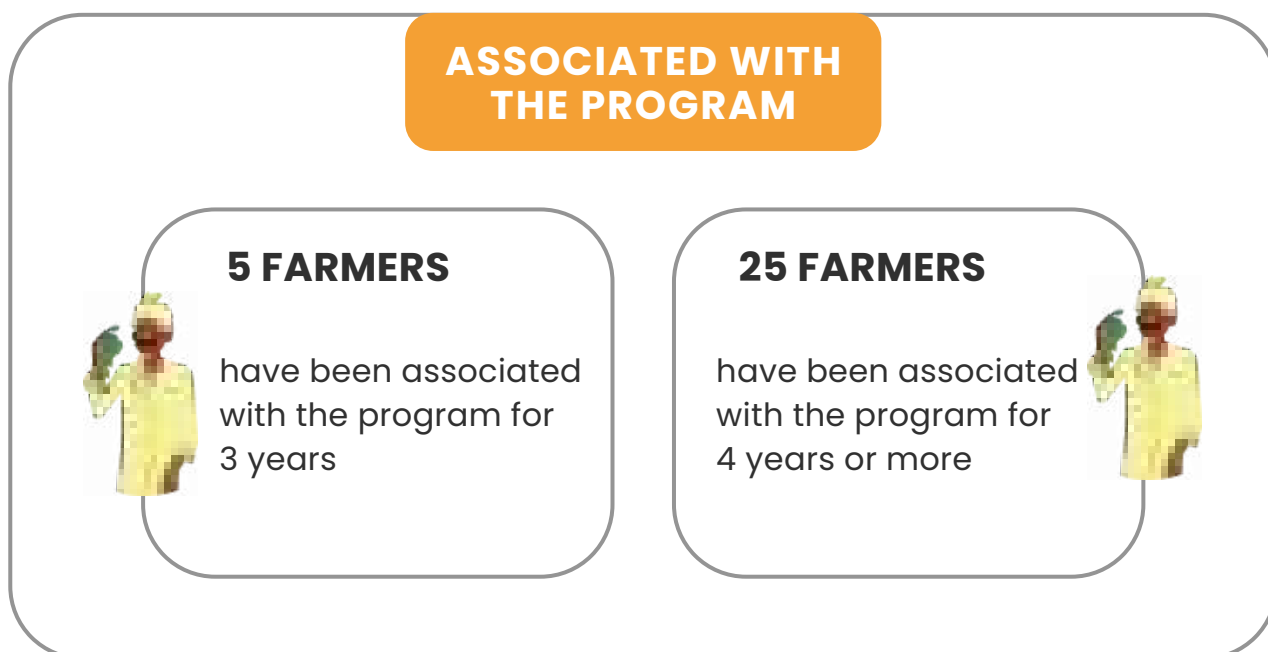 ASSOCIATED WITH
THE PROGRAM
5 FARMERS
have been associated
with the program for
3 years
25 FARMERS
have been associated
with the program for
4 years or more